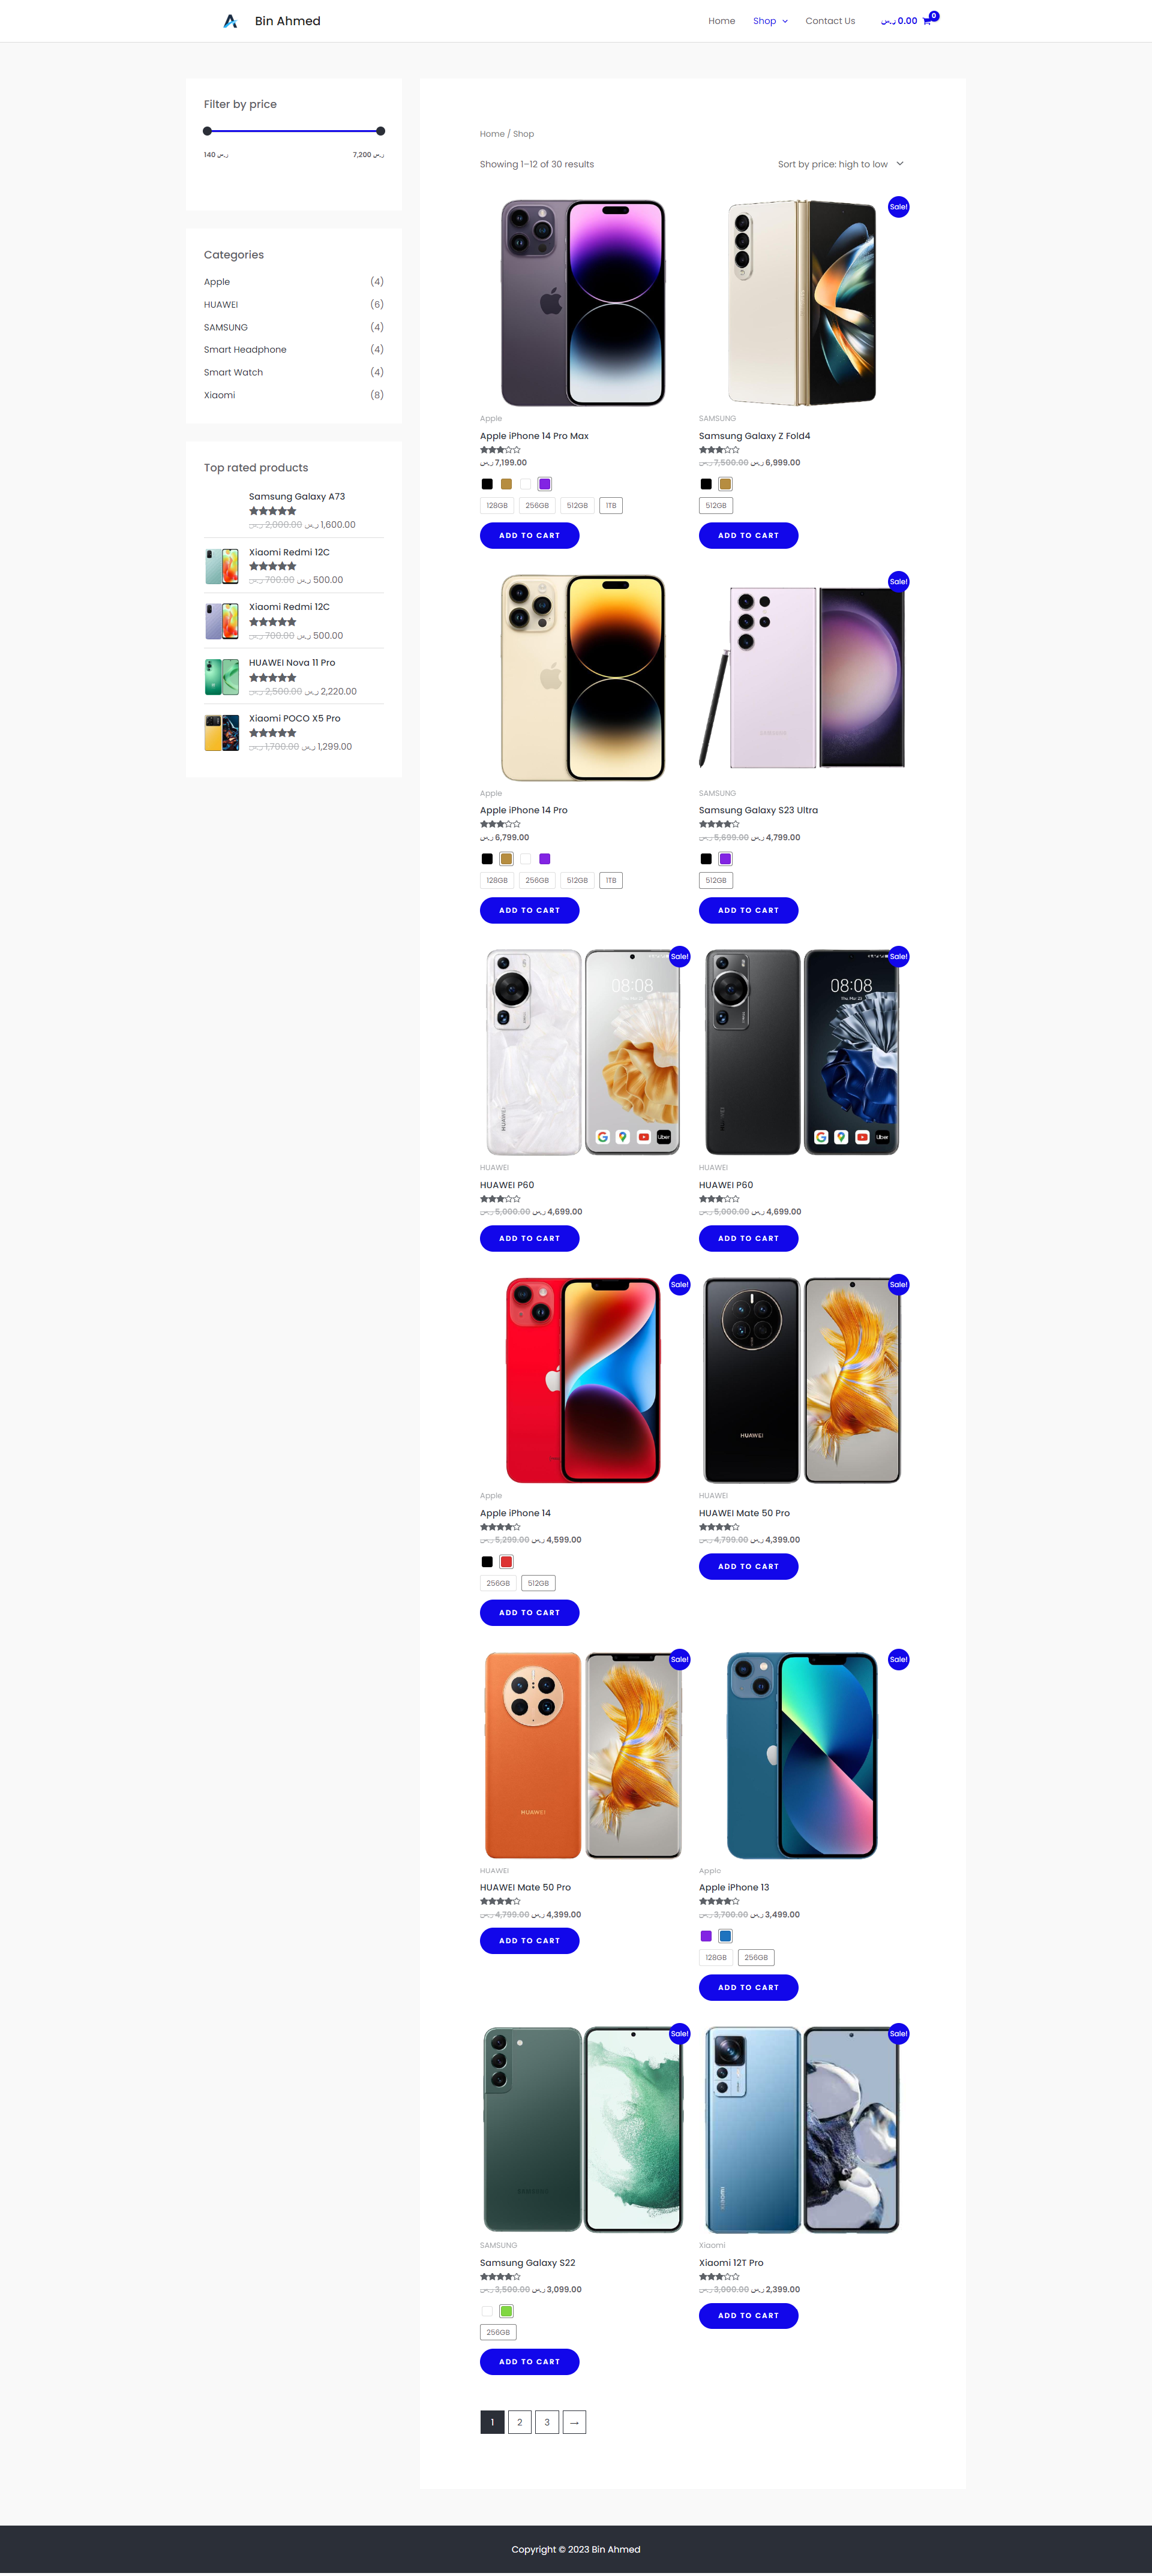 Bin Ahmed
Home
Shop
Contact Us
ر.س 0.00
0
Filter by price
140 ر.س
7,200 ر.س
Categories
Apple (4)
HUAWEI (6)
SAMSUNG (4)
Smart Headphone (4)
Smart Watch (4)
Xiaomi (8)
Top rated products
Samsung Galaxy A73
ر.س 2,000.00 ر.س 1,600.00
Xiaomi Redmi 12C
ر.س 700.00 ر.س 500.00
Xiaomi Redmi 12C
ر.س 700.00 ر.س 500.00
HUAWEI Nova 11 Pro
ر.س 2,500.00 ر.س 2,220.00
Xiaomi POCO X5 Pro
ر.س 1,700.00 ر.س 1,299.00
Home / Shop
Showing 1–12 of 30 results
Sort by price: high to low
Apple
Apple iPhone 14 Pro Max
ر.س 7,199.00
128GB 256GB 512GB 1TB
ADD TO CART
Sale!
SAMSUNG
Samsung Galaxy Z Fold4
ر.س 7,500.00 ر.س 6,999.00
512GB
ADD TO CART
Apple
Apple iPhone 14 Pro
ر.س 6,799.00
128GB 256GB 512GB 1TB
ADD TO CART
Sale!
SAMSUNG
SAMSUNG
Samsung Galaxy S23 Ultra
ر.س 5,699.00 ر.س 4,799.00
512GB
ADD TO CART
Sale!
08:08
HUAWEI
Uber
HUAWEI
HUAWEI P60
ر.س 5,000.00 ر.س 4,699.00
ADD TO CART
Sale!
08:08
HUAWEI
Uber
HUAWEI
HUAWEI P60
ر.س 5,000.00 ر.س 4,699.00
ADD TO CART
Sale!
Apple
Apple iPhone 14
ر.س 5,299.00 ر.س 4,599.00
256GB 512GB
ADD TO CART
Sale!
HUAWEI
HUAWEI
HUAWEI Mate 50 Pro
ر.س 4,799.00 ر.س 4,399.00
ADD TO CART
Sale!
HUAWEI
HUAWEI
HUAWEI Mate 50 Pro
ر.س 4,799.00 ر.س 4,399.00
ADD TO CART
Sale!
Apple
Apple iPhone 13
ر.س 3,700.00 ر.س 3,499.00
128GB 256GB
ADD TO CART
Sale!
SAMSUNG
SAMSUNG
Samsung Galaxy S22
ر.س 3,500.00 ر.س 3,099.00
256GB
ADD TO CART
Sale!
Xiaomi
Xiaomi 12T Pro
ر.س 3,000.00 ر.س 2,399.00
ADD TO CART
1 2 3 →
Copyright © 2023 Bin Ahmed